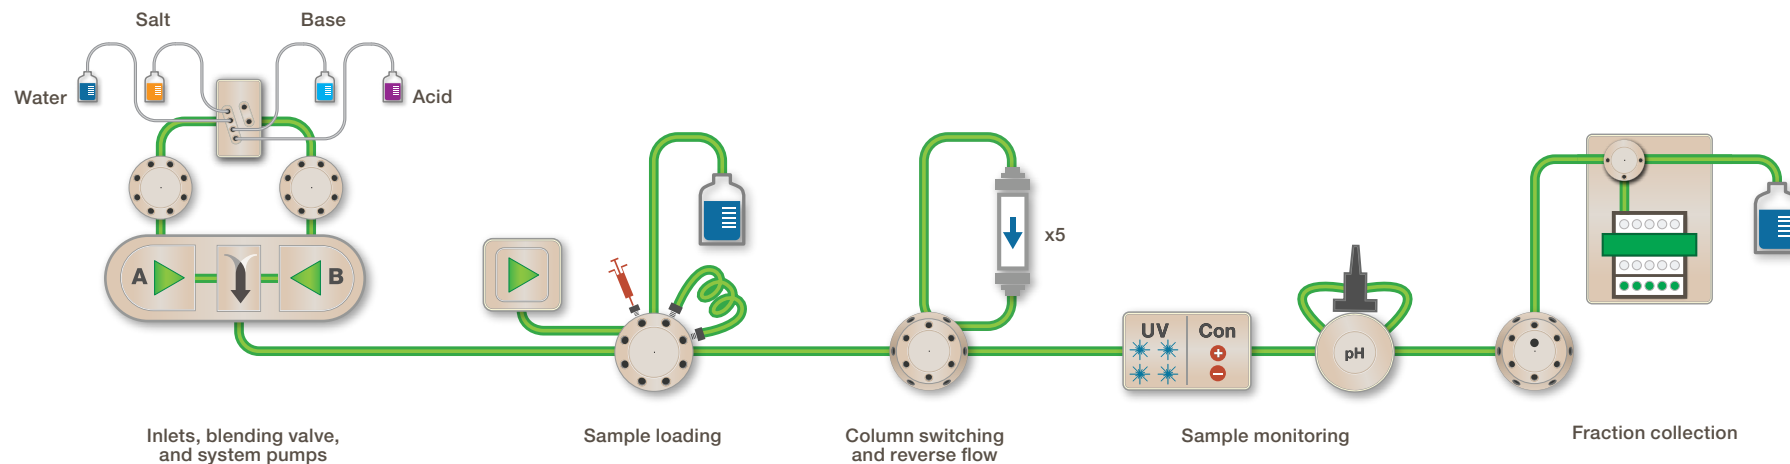 Salt
Base
Water
Acid
A
B
x5
UV
Con
pH
Inlets, blending valve,
and system pumps
Sample loading
Column switching
and reverse flow
Sample monitoring
Fraction collection